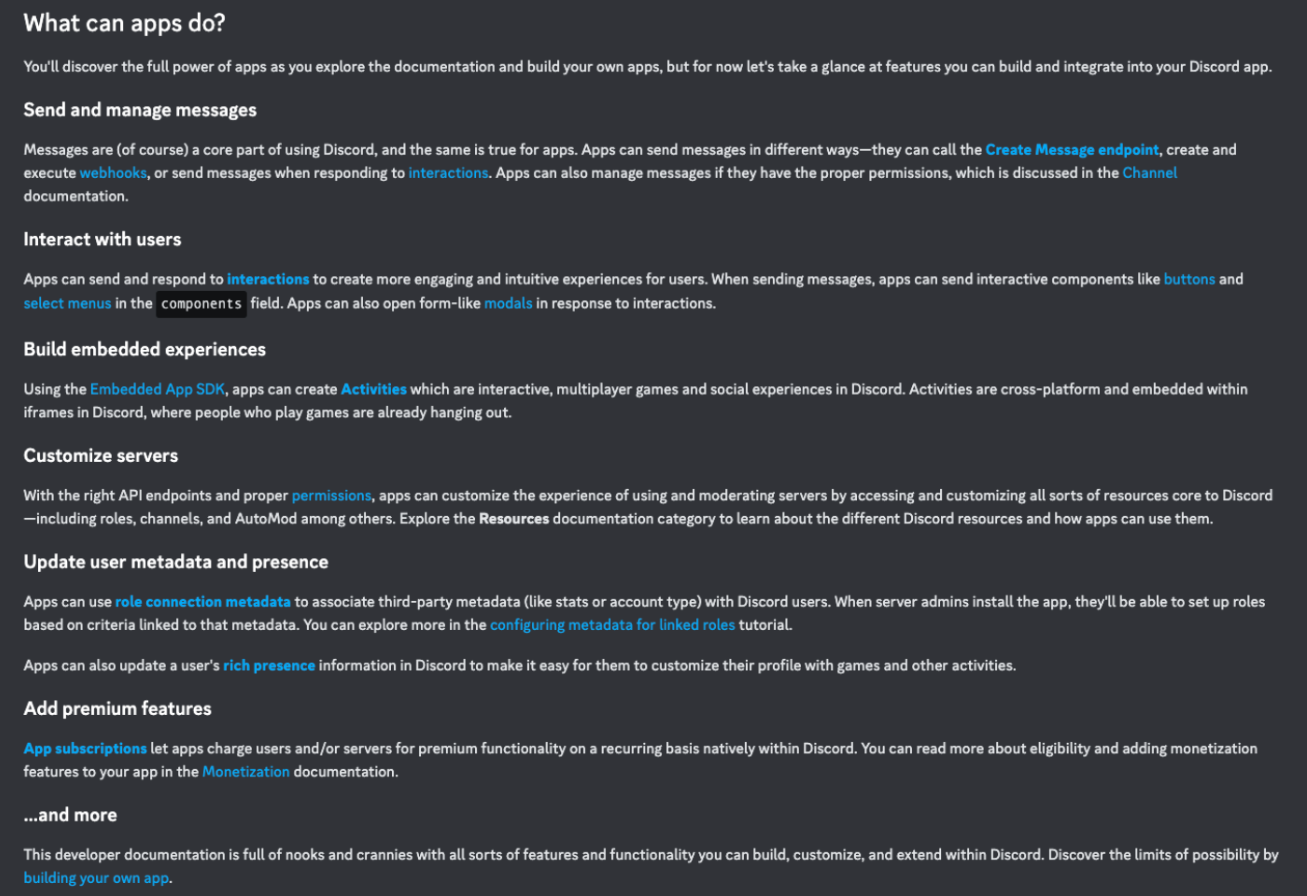 What can apps do?
You'll discover the full power of apps as you explore the documentation and build your own apps, but for now let's take a glance at features you can build and integrate into your Discord app.
Send and manage messages
Messages are (of course) a core part of using Discord, and the same is true for apps. Apps can send messages in different ways—they can call the Create Message endpoint, create and
execute webhooks, or send messages when responding to interactions. Apps can also manage messages if they have the proper permissions, which is discussed in the Channel
documentation.
Interact with users
Apps can send and respond to interactions to create more engaging and intuitive experiences for users. When sending messages, apps can send interactive components like buttons and
select menus in the components field. Apps can also open form-like modals in response to interactions.
Build embedded experiences
Using the Embedded App SDK, apps can create Activities which are interactive, multiplayer games and social experiences in Discord. Activities are cross-platform and embedded within
iframes in Discord, where people who play games are already hanging out.
Customize servers
With the right API endpoints and proper permissions, apps can customize the experience of using and moderating servers by accessing and customizing all sorts of resources core to Discord
—including roles, channels, and AutoMod among others. Explore the Resources documentation category to learn about the different Discord resources and how apps can use them.
Update user metadata and presence
Apps can use role connection metadata to associate third-party metadata (like stats or account type) with Discord users. When server admins install the app, they'll be able to set up roles
based on criteria linked to that metadata. You can explore more in the configuring metadata for linked roles tutorial.
Apps can also update a user's rich presence information in Discord to make it easy for them to customize their profile with games and other activities.
Add premium features
App subscriptions let apps charge users and/or servers for premium functionality on a recurring basis natively within Discord. You can read more about eligibility and adding monetization
features to your app in the Monetization documentation.
...and more
This developer documentation is full of nooks and crannies with all sorts of features and functionality you can build, customize, and extend within Discord. Discover the limits of possibility by
building your own app.